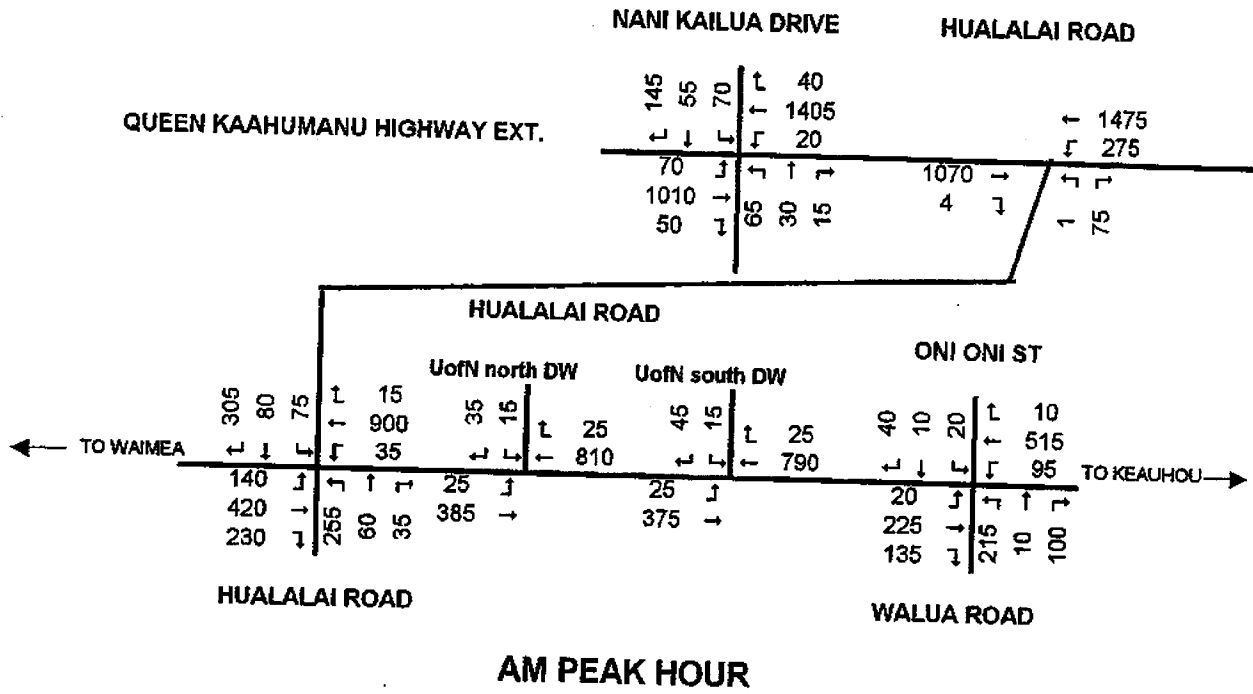 NANI KAILUA DRIVE HUALALAI ROAD
QUEEN KAAHUMANU HIGHWAY EXT.
145 55 70 40
1405
20
1475
275
70
1010
50
65 30 15
1070
4
1 75
HUALALAI ROAD
ONI ONI ST
UofN north DW UofN south DW
TO WAIMEA
305 80 75 15
900
35
35 15 25
810
45 15 25
790
40 10 20 10
515
95
TO KEAUHOU
140
420
230
255 60 35
25
385
25
375
20
225
135
215 10 100
HUALALAI ROAD
WALUA ROAD
AM PEAK HOUR